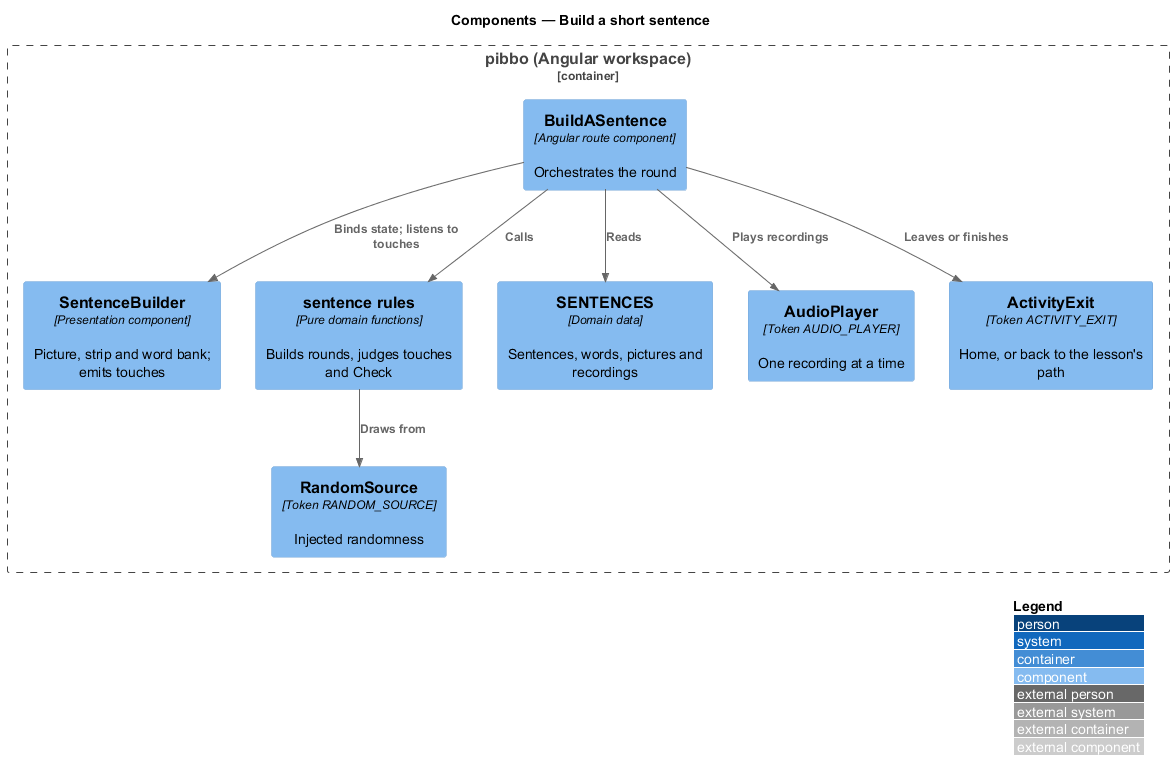 Components — Build a short sentence
pibbo (Angular workspace)
[container]
BuildASentence
[Angular route component]
Orchestrates the round
Binds state; listens to
touches
Calls
Reads
Plays recordings
Leaves or finishes
SentenceBuilder
[Presentation component]
Picture, strip and word bank;
emits touches
sentence rules
[Pure domain functions]
Builds rounds, judges touches
and Check
SENTENCES
[Domain data]
Sentences, words, pictures and
recordings
AudioPlayer
[Token AUDIO_PLAYER]
One recording at a time
ActivityExit
[Token ACTIVITY_EXIT]
Home, or back to the lesson's
path
Draws from
RandomSource
[Token RANDOM_SOURCE]
Injected randomness
Legend
person
system
container
component
external person
external system
external container
external component